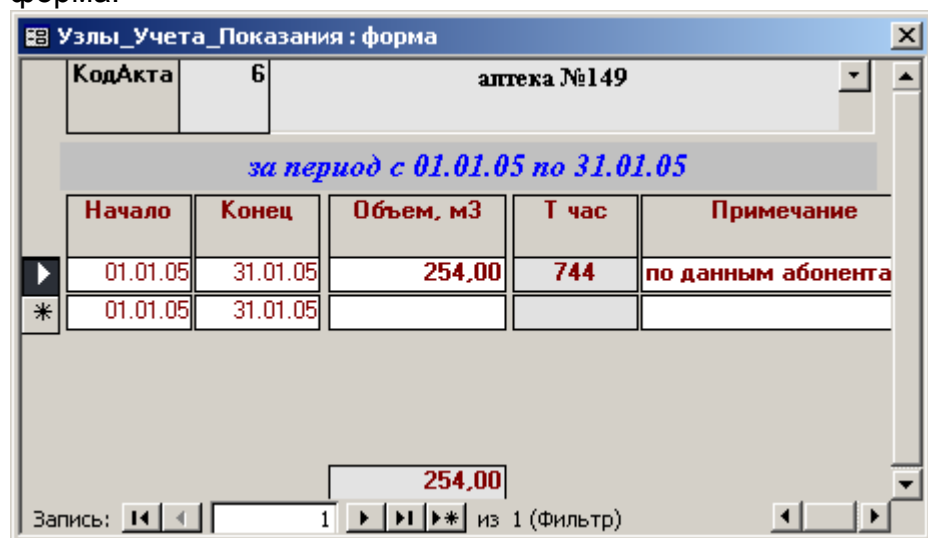 форма:
Узлы_Учета_Показания : форма
КодАкта 6 аптека №149
за период с 01.01.05 по 31.01.05
Начало Конец Объем, м3 Т час Примечание
01.01.05 31.01.05 254,00 744 по данным абонента
01.01.05 31.01.05
254,00
Запись: 1 из 1 (Фильтр)